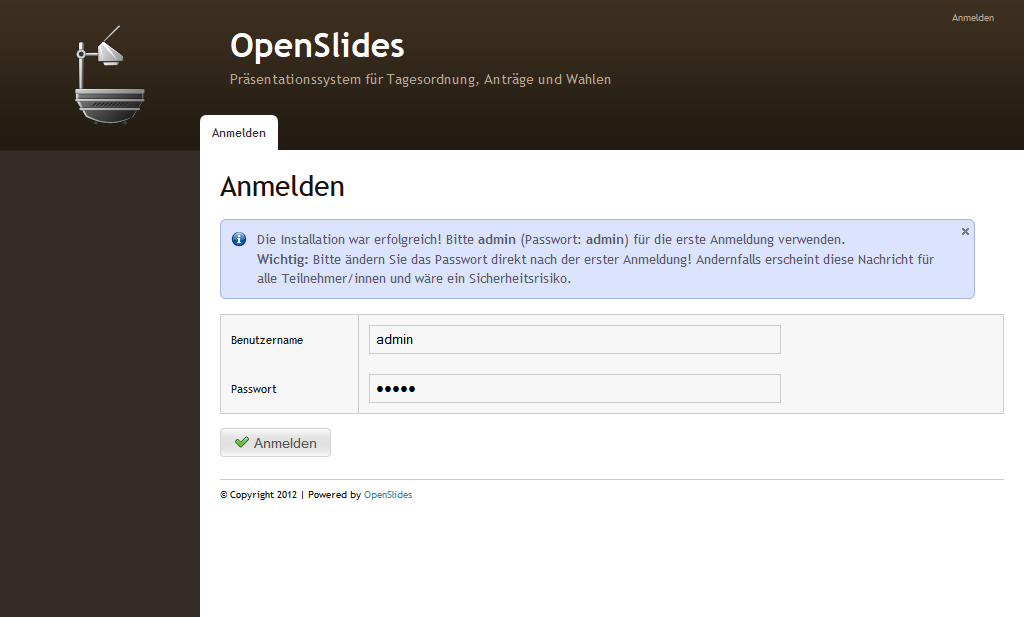 Anmelden
OpenSlides
Präsentationssystem für Tagesordnung, Anträge und Wahlen
Anmelden
Anmelden
Die Installation war erfolgreich! Bitte admin (Passwort: admin) für die erste Anmeldung verwenden.
Wichtig: Bitte ändern Sie das Passwort direkt nach der erster Anmeldung! Andernfalls erscheint diese Nachricht für
alle Teilnehmer/innen und wäre ein Sicherheitsrisiko.
Benutzername
admin
Passwort
●●●●●
Anmelden
© Copyright 2012 | Powered by OpenSlides